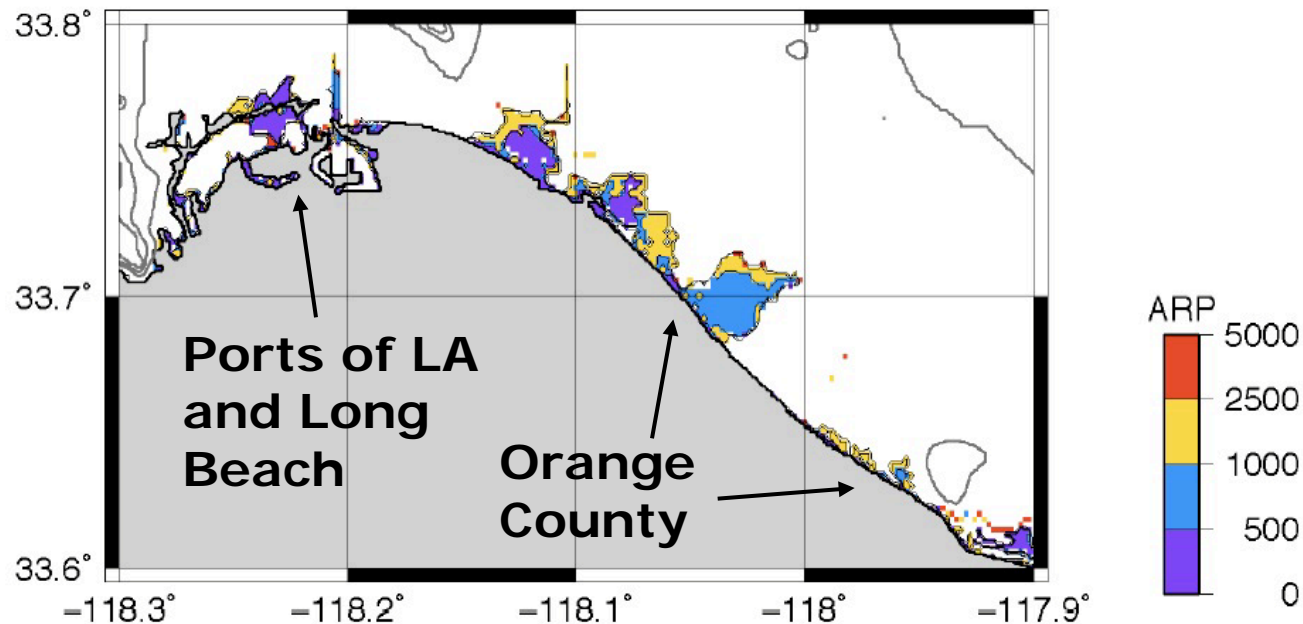 33.8°
33.7°
33.6°
Ports of LA
and Long
Beach
Orange
County
ARP
5000
2500
1000
500
0
-118.3°
-118.2°
-118.1°
-118°
-117.9°